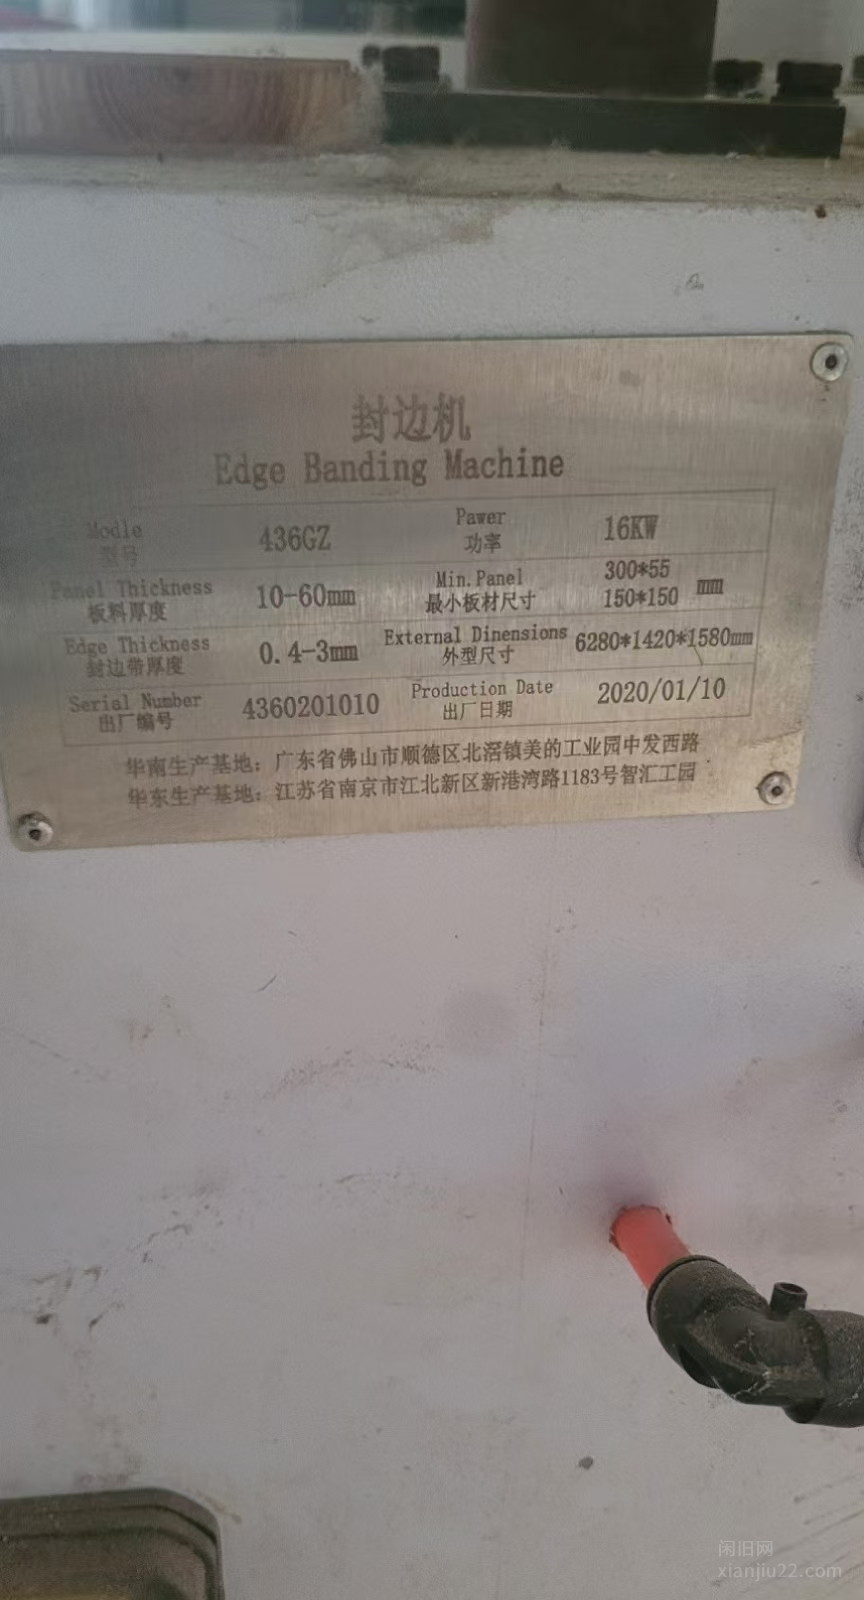 封边机
Edge Banding Machine
Modle 436GZ Pawer 16KW
型号 功率
Panel Thickness 10-60mm Min.Panel 300*55 mm
板料厚度 最小板材尺寸 150*150
Edge Thickness 0.4-3mm External Dinensions 6280*1420*1580mm
封边带厚度 外型尺寸
Serial Number 4360201010 Production Date 2020/01/10
出厂编号 出厂日期
华南生产基地：广东省佛山市顺德区北滘镇美的工业园中发西路
华东生产基地：江苏省南京市江北新区新港湾路1183号智汇工园
闲旧网
xianjiu22.com